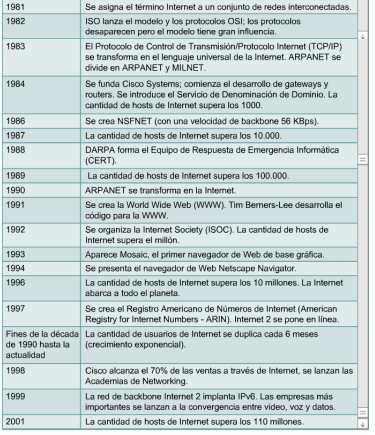 1981 Se asigna el término Internet a un conjunto de redes interconectadas.
1982 ISO lanza el modelo y los protocolos OSI; los protocolos
desaparecen pero el modelo tiene gran influencia.
1983 El Protocolo de Control de Transmisión/Protocolo Internet (TCP/IP)
se transforma en el lenguaje universal de la Internet. ARPANET se
divide en ARPANET y MILNET.
1984 Se funda Cisco Systems; comienza el desarrollo de gateways y
routers. Se introduce el Servicio de Denominación de Dominio. La
cantidad de hosts de Internet supera los 1000.
1986 Se crea NSFNET (con una velocidad de backbone 56 KBps).
1987 La cantidad de hosts de Internet supera los 10.000.
1988 DARPA forma el Equipo de Respuesta de Emergencia Informática
(CERT).
1989 La cantidad de hosts de Internet supera los 100.000.
1990 ARPANET se transforma en la Internet.
1991 Se crea la World Wide Web (WWW). Tim Berners-Lee desarrolla el
código para la WWW.
1992 Se organiza la Internet Society (ISOC). La cantidad de hosts de
Internet supera el millón.
1993 Aparece Mosaic, el primer navegador de Web de base gráfica.
1994 Se presenta el navegador de Web Netscape Navigator.
1996 La cantidad de hosts de Internet supera los 10 millones. La Internet
abarca a todo el planeta.
1997 Se crea el Registro Americano de Números de Internet (American
Registry for Internet Numbers - ARIN). Internet 2 se pone en línea.
Fines de la década La cantidad de usuarios de Internet se duplica cada 6 meses
de 1990 hasta la (crecimiento exponencial).
actualidad
1998 Cisco alcanza el 70% de las ventas a través de Internet, se lanzan las
Academias de Networking.
1999 La red de backbone Internet 2 implanta IPv6. Las empresas más
importantes se lanzan a la convergencia entre video, voz y datos.
2001 La cantidad de hosts de Internet supera los 110 millones.